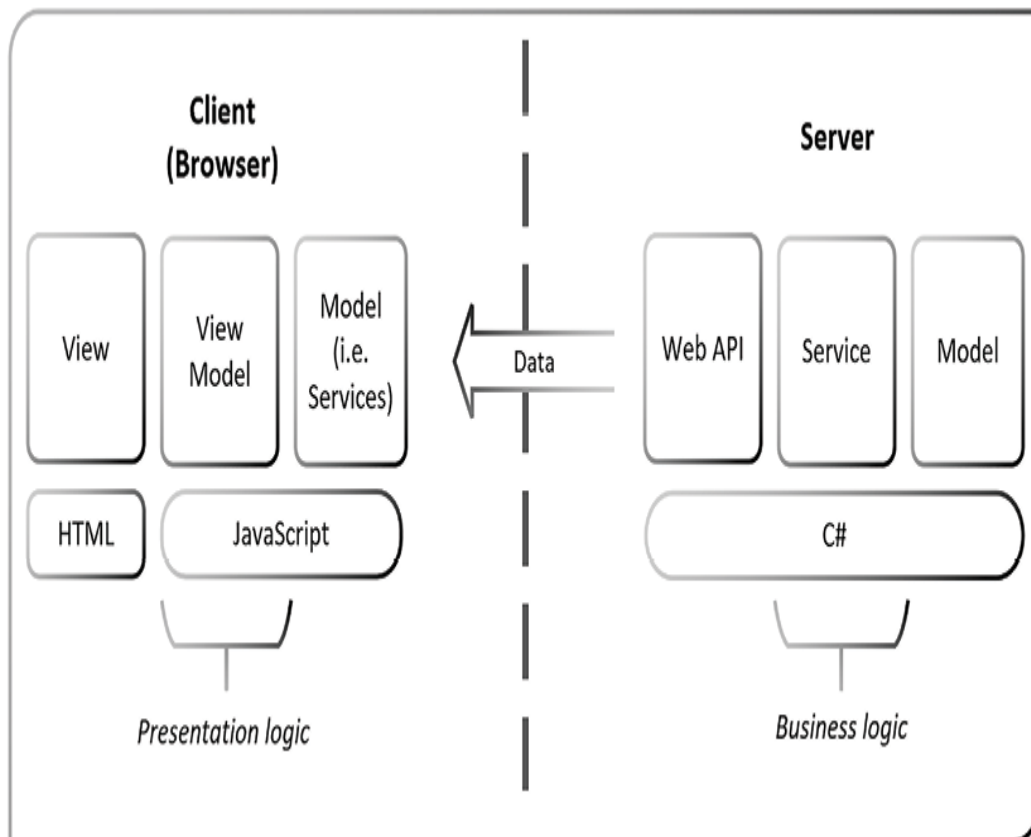 Client
(Browser)
Server
View
View
Model
Model
(i.e.
Services)
Data
Web API
Service
Model
HTML
JavaScript
C#
Presentation logic
Business logic